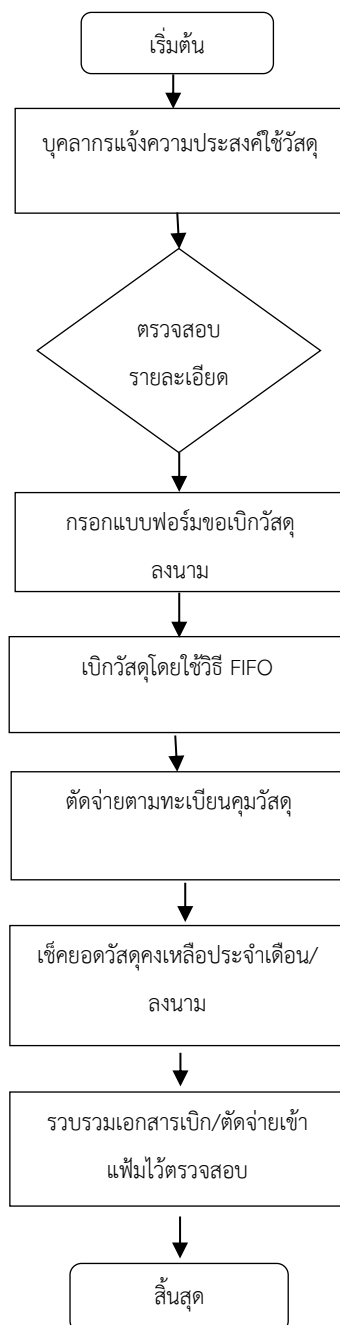 เริ่มต้น
บุคลากรแจ้งความประสงค์ใช้วัสดุ
ตรวจสอบ
รายละเอียด
กรอกแบบฟอร์มขอเบิกวัสดุ
ลงนาม
เบิกวัสดุโดยใช้วิธี FIFO
ตัดจ่ายตามทะเบียนคุมวัสดุ
เช็คยอดวัสดุคงเหลือประจำเดือน/
ลงนาม
รวบรวมเอกสารเบิก/ตัดจ่ายเข้า
แฟ้มไว้ตรวจสอบ
สิ้นสุด